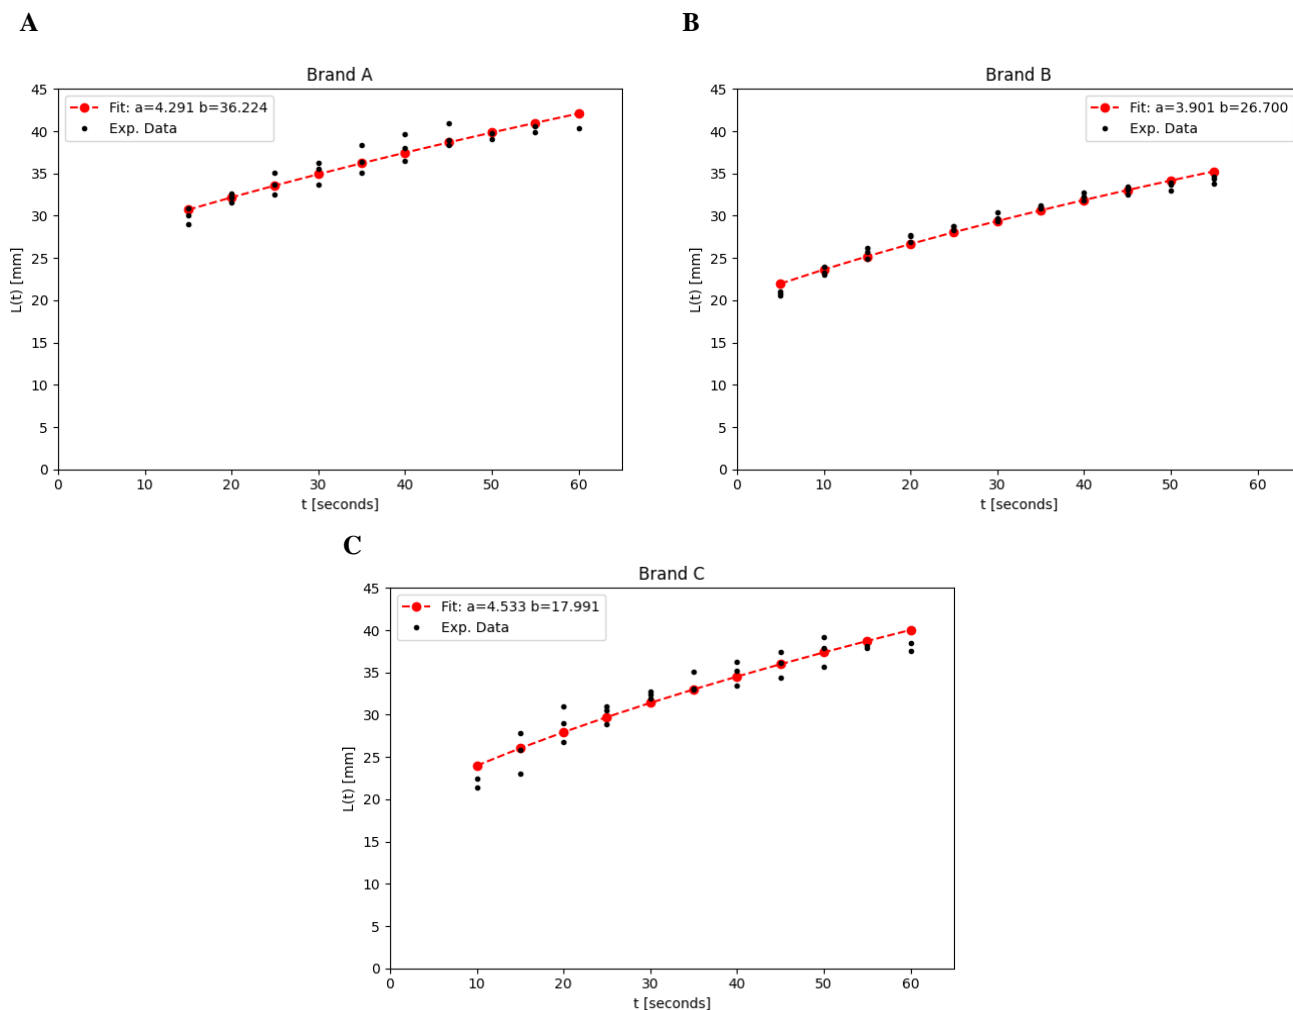 A
B
Brand A
Fit: a=4.291 b=36.224
Exp. Data
45
40
35
30
25
20
15
10
5
0
L(t) [mm]
0 10 20 30 40 50 60
t [seconds]
Brand B
Fit: a=3.901 b=26.700
Exp. Data
45
40
35
30
25
20
15
10
5
0
L(t) [mm]
0 10 20 30 40 50 60
t [seconds]
C
Brand C
Fit: a=4.533 b=17.991
Exp. Data
45
40
35
30
25
20
15
10
5
0
L(t) [mm]
0 10 20 30 40 50 60
t [seconds]